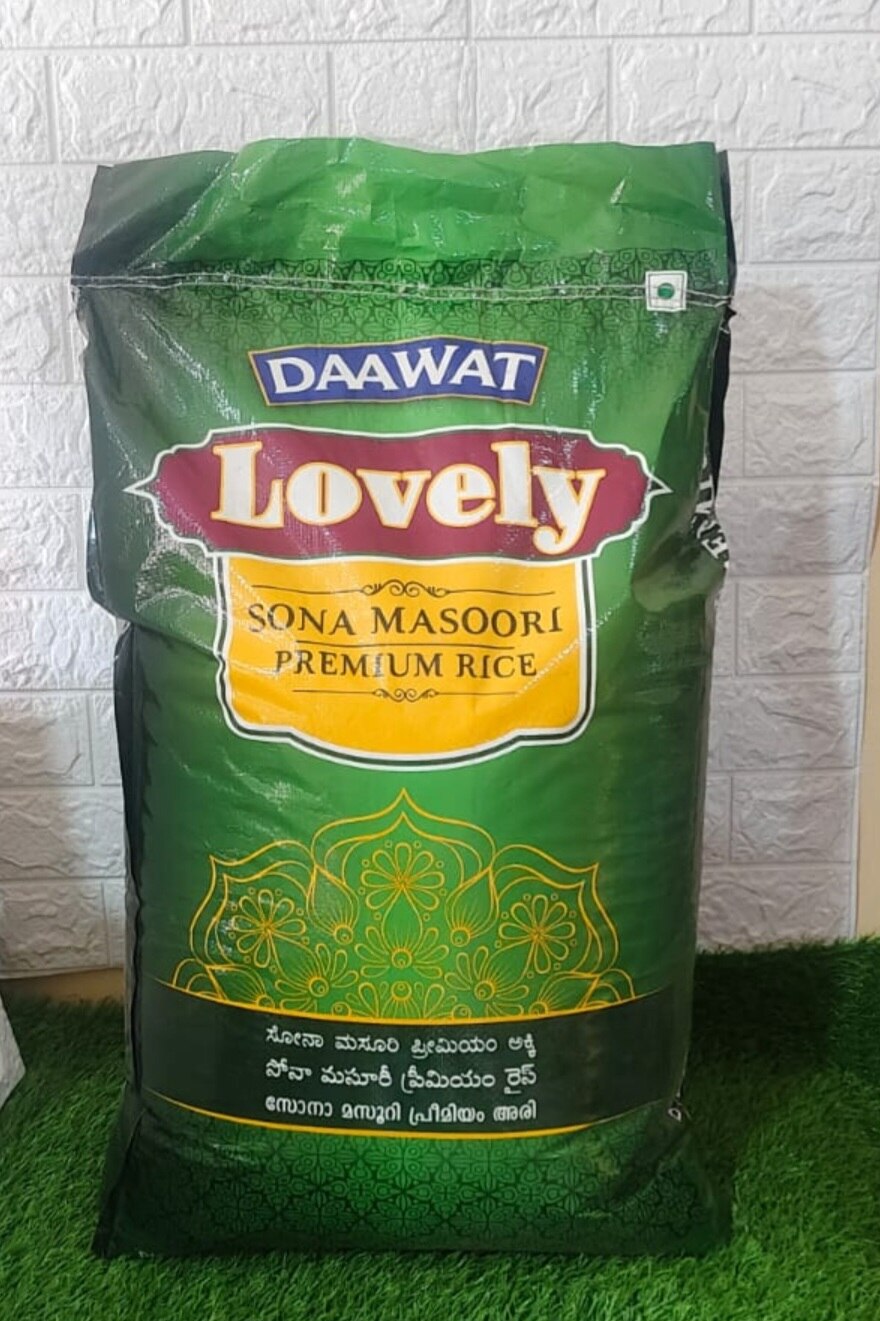 DAAWAT
Lovely
SONA MASOORI
PREMIUM RICE
ಸೋನಾ ಮಸೂರಿ ಪ್ರೀಮಿಯಂ ಅಕ್ಕಿ
సోనా మసూరీ ప్రీమియం రైస్
സോനാ മസൂറി പ്രീമിയം അരി